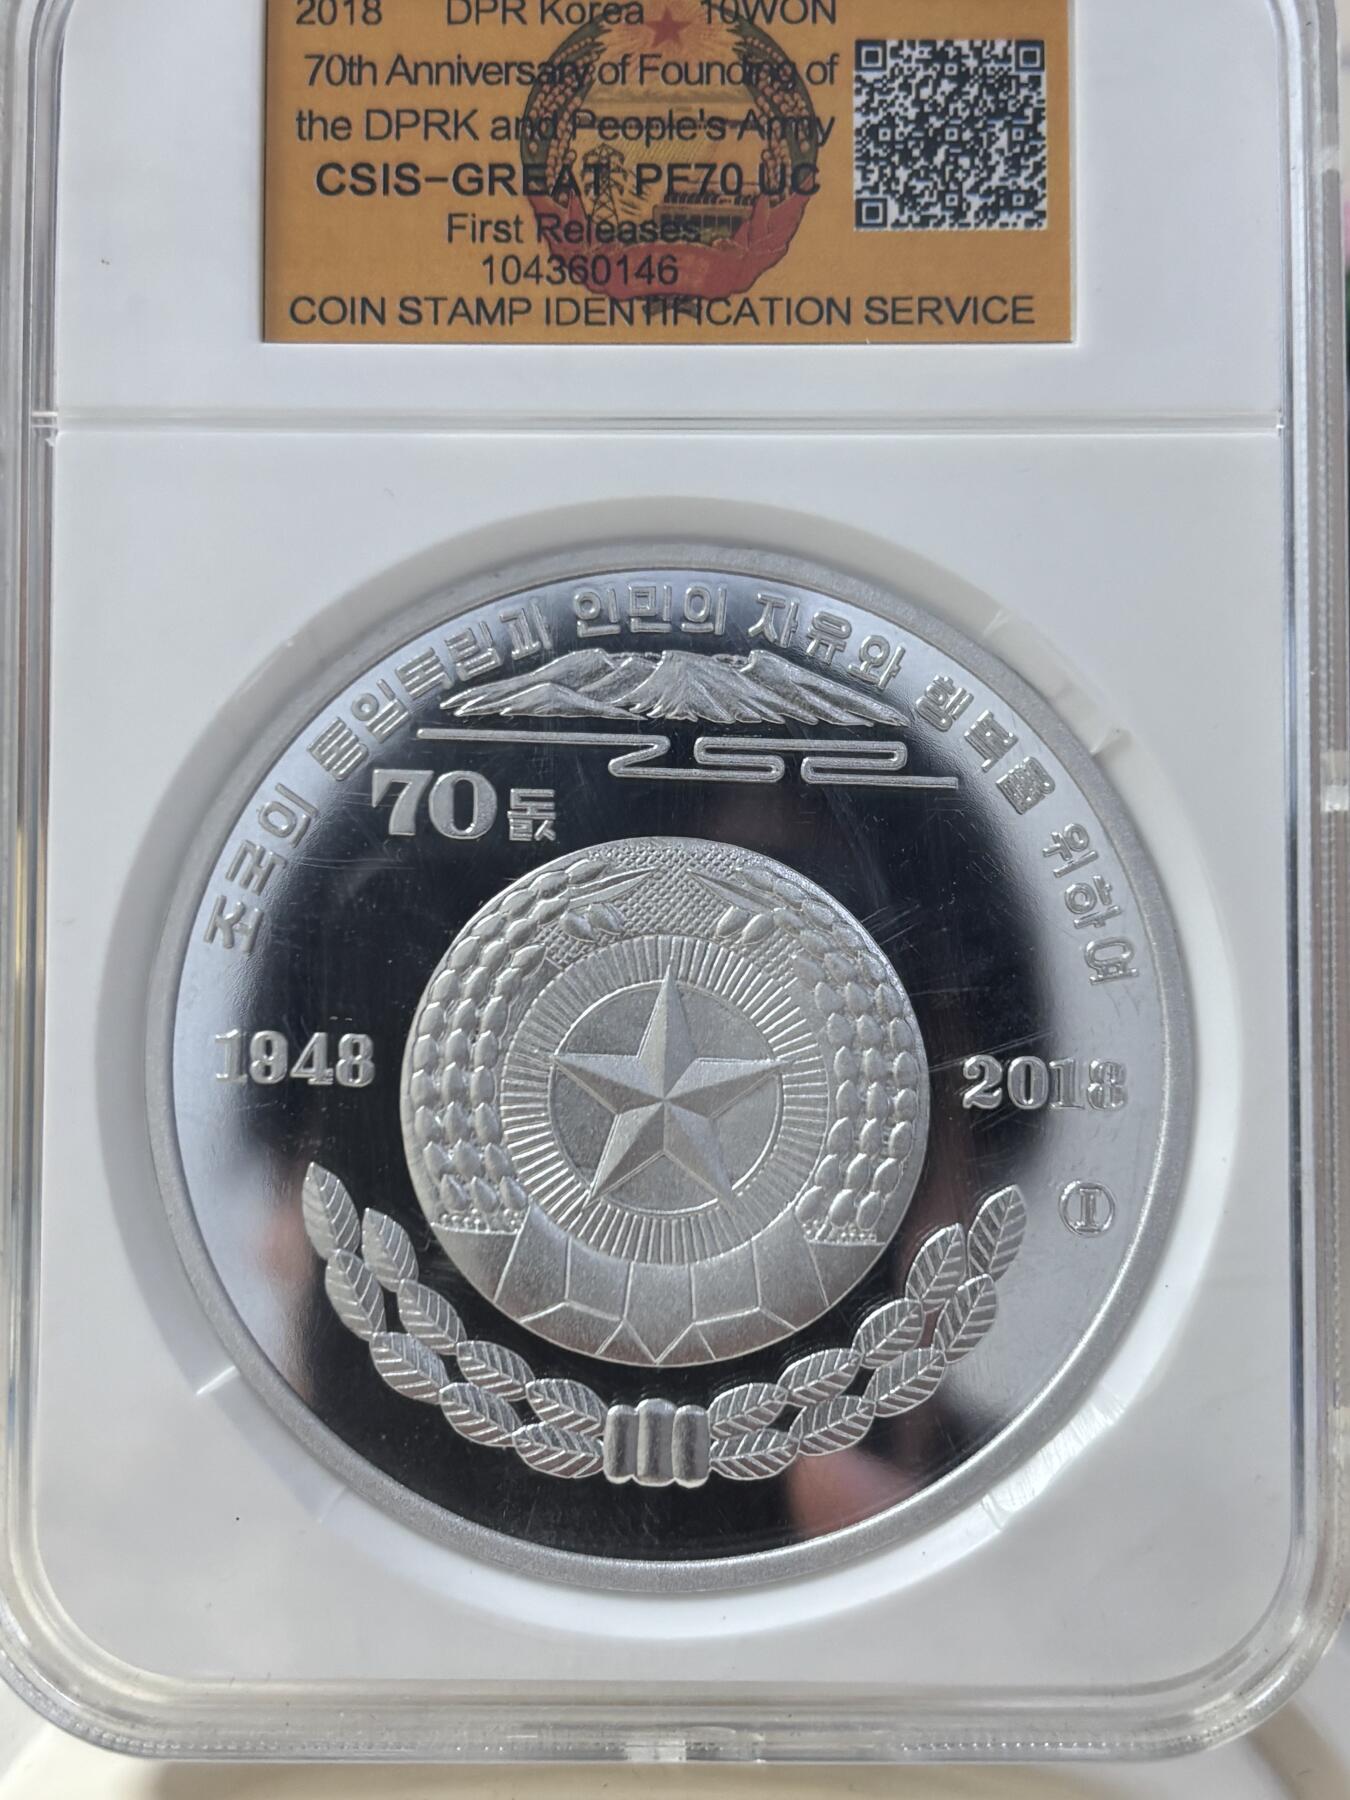 2018 DPR Korea 10WON
70th Anniversary of Founding of
the DPRK and People's Army
CSIS-GREAT PF70 UC
First Releases
104360146
COIN STAMP IDENTIFICATION SERVICE
조국의 통일독립과 인민의 자유와 행복을 위하여
70돐
1948
2018
I